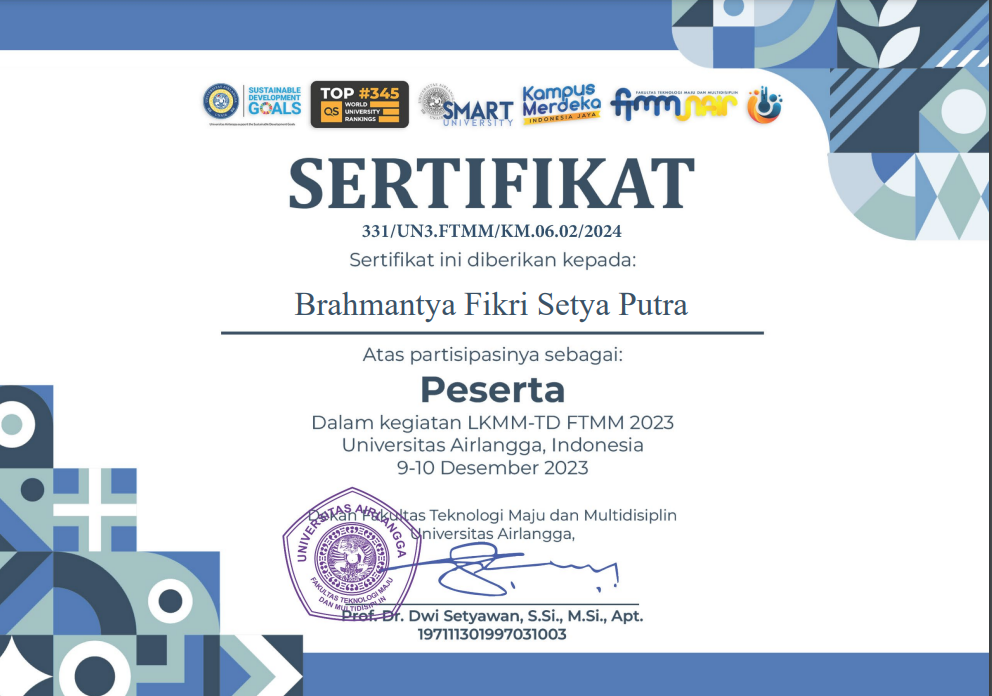 SUSTAINABLE
DEVELOPMENT
GOALS
TOP #345
QS WORLD
UNIVERSITY
RANKINGS
SMART
UNIVERSITY
Kampus
Merdeka
INDONESIA JAYA
FAKULTAS TEKNOLOGI MAJU DAN MULTIDISIPLIN
SERTIFIKAT
331/UN3.FTMM/KM.06.02/2024
Sertifikat ini diberikan kepada:
Brahmantya Fikri Setya Putra
Atas partisipasinya sebagai:
Peserta
Dalam kegiatan LKMM-TD FTMM 2023
Universitas Airlangga, Indonesia
9-10 Desember 2023
Dekan Fakultas Teknologi Maju dan Multidisiplin
Universitas Airlangga,
UNIVERSITAS AIRLANGGA
FAKULTAS TEKNOLOGI MAJU
DAN MULTIDISIPLIN
Prof. Dr. Dwi Setyawan, S.Si., M.Si., Apt.
197111301997031003